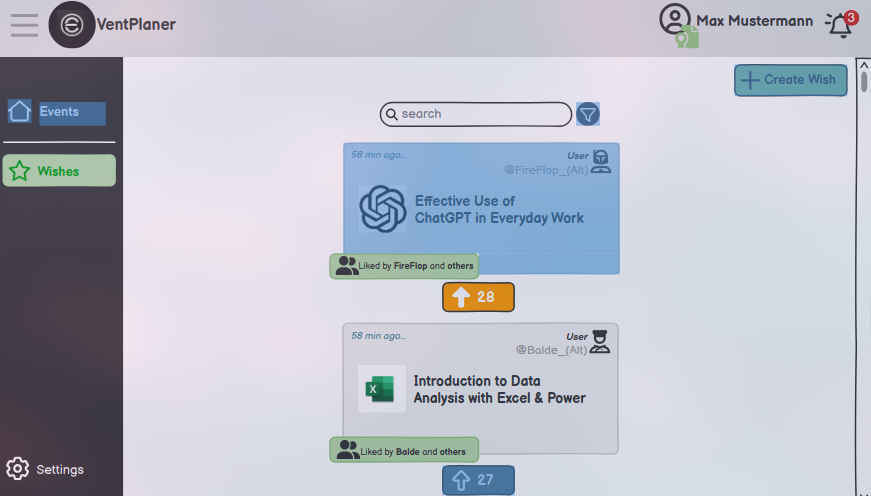 VentPlaner
Max Mustermann
3
Create Wish
Events
search
Wishes
58 min ago...
User
@FireFlop_(Alt)
Effective Use of
ChatGPT in Everyday Work
Liked by FireFlop and others
28
58 min ago...
User
@Balde_(Alt)
X
Introduction to Data
Analysis with Excel & Power
Liked by Balde and others
27
Settings